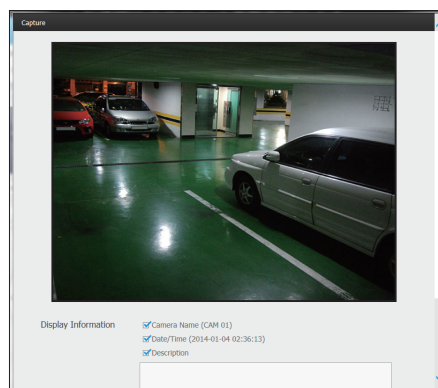 Capture
Display Information
Camera Name (CAM 01)
Date/Time (2014-01-04 02:36:13)
Description